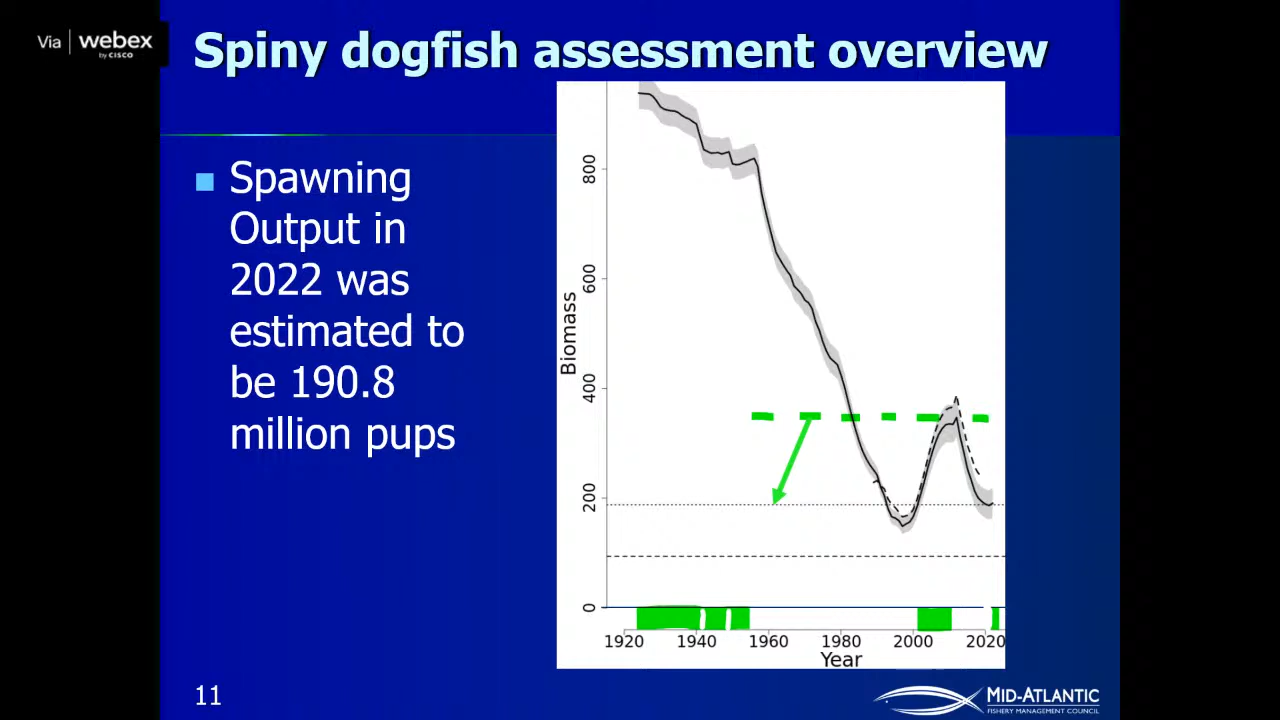 Via webex
by CISCO
Spiny dogfish assessment overview
Spawning
Output in
2022 was
estimated to
be 190.8
million pups
Biomass
800
600
400
200
0
1920 1940 1960 1980 2000 2020
Year
11
MID-ATLANTIC
FISHERY MANAGEMENT COUNCIL